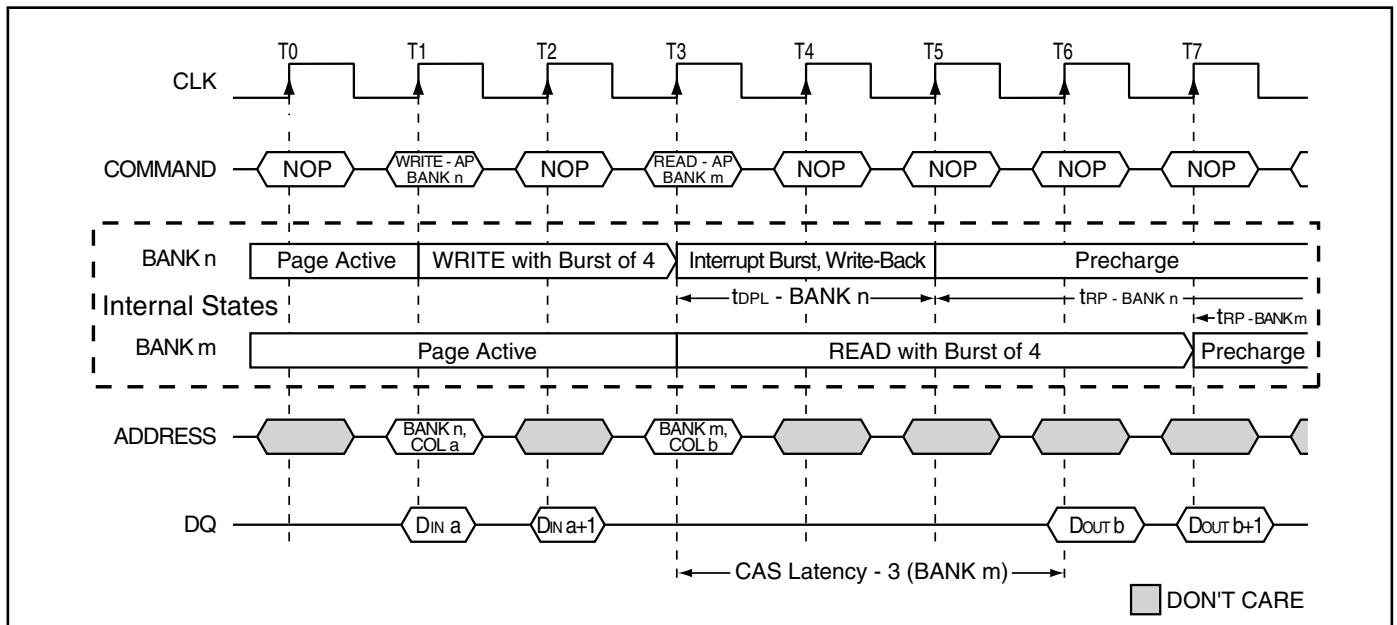 T0 T1 T2 T3 T4 T5 T6 T7
CLK
COMMAND NOP WRITE - AP BANK n NOP READ - AP BANK m NOP NOP NOP NOP
BANK n Page Active WRITE with Burst of 4 Interrupt Burst, Write-Back Precharge
tDPL - BANK n tRP - BANK n
Internal States
tRP - BANK m
BANK m Page Active READ with Burst of 4 Precharge
ADDRESS BANK n, COL a BANK m, COL b
DQ DIN a DIN a+1 DOUT b DOUT b+1
CAS Latency - 3 (BANK m)
DON'T CARE